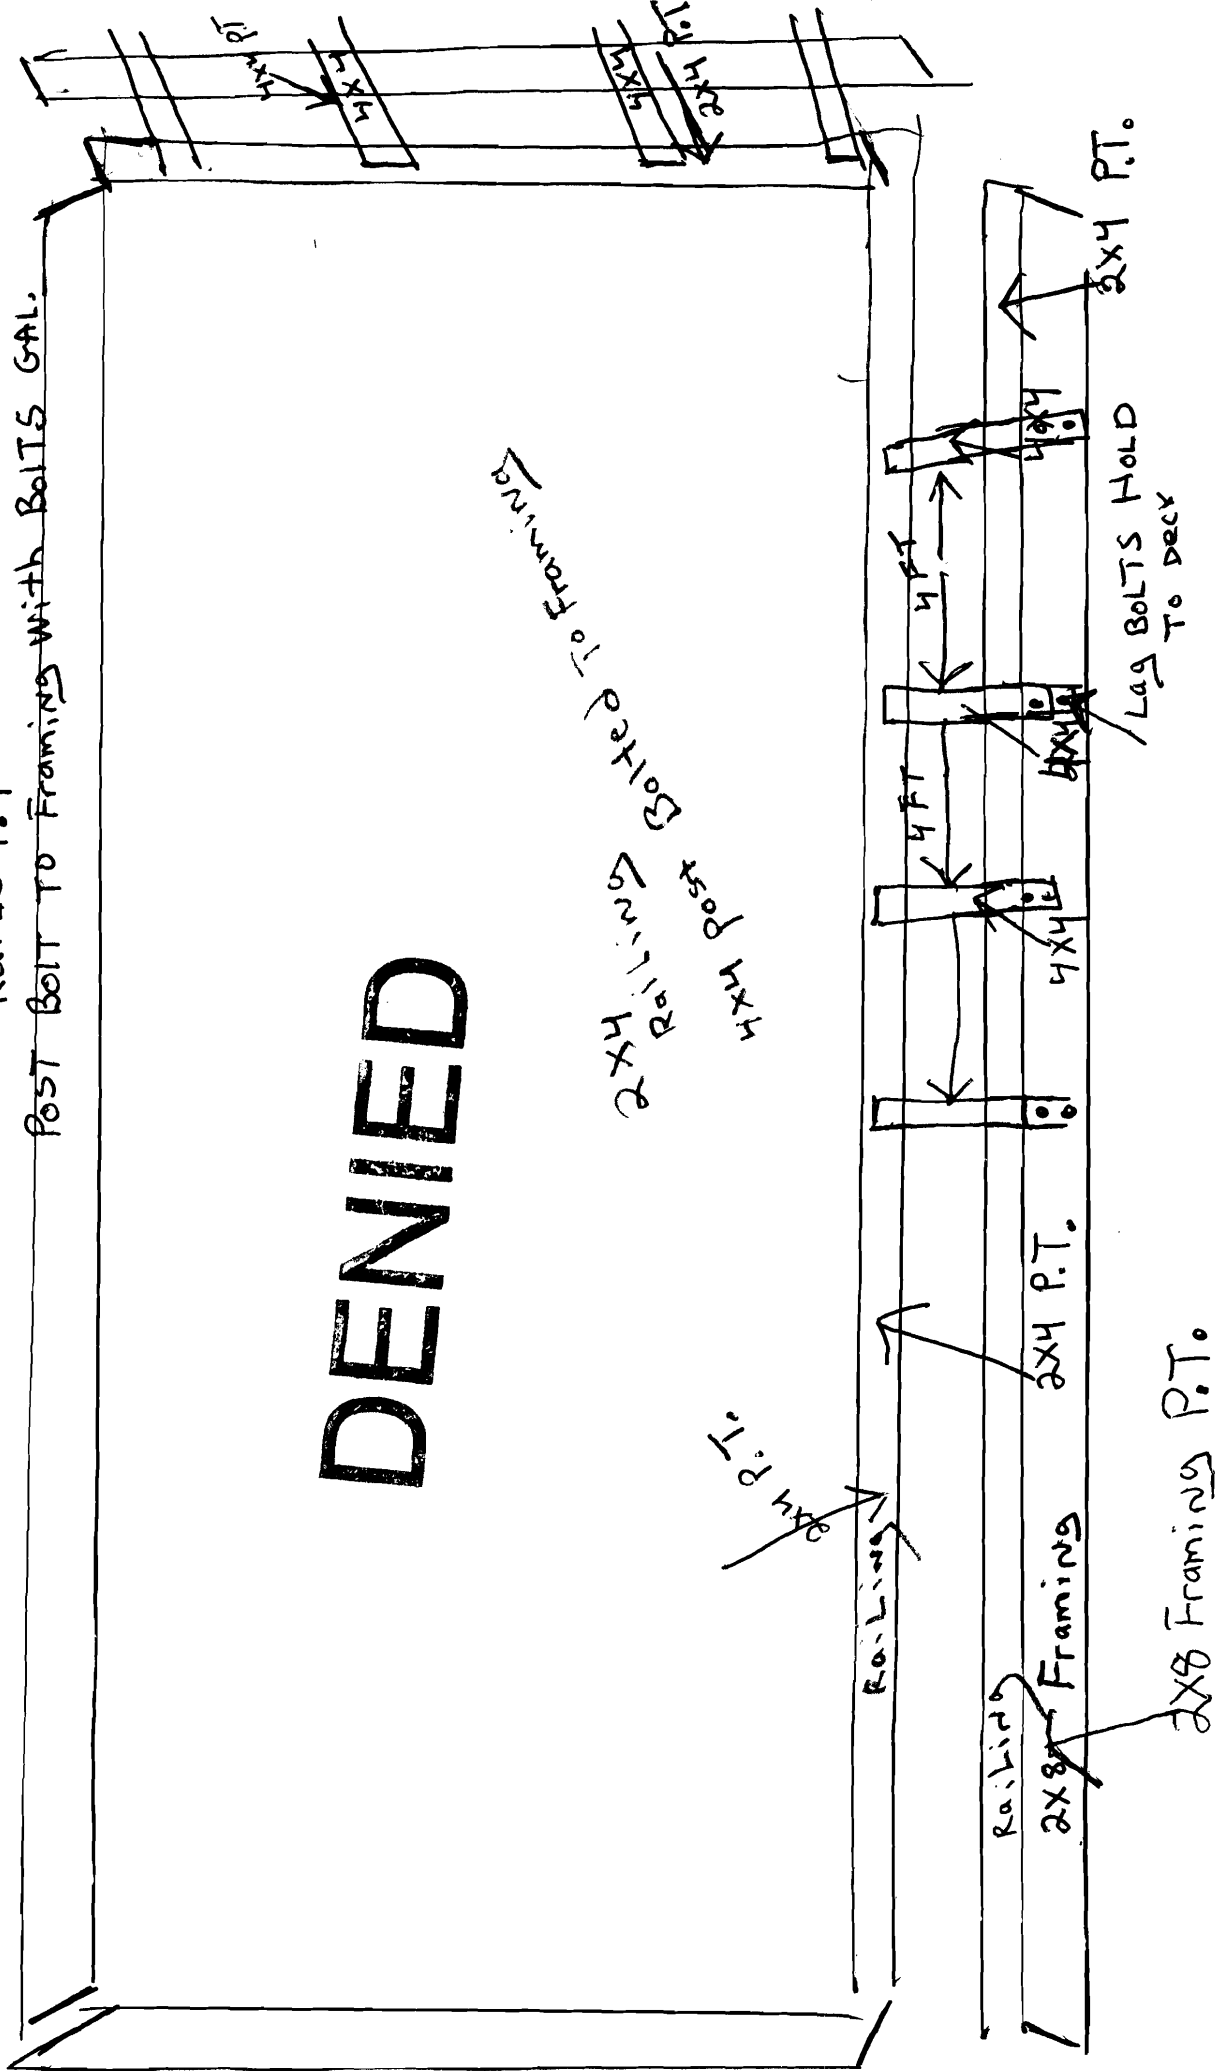 POST BOLT TO Framing With BolTS GAL.
P.T
4x4
4x4
4x4
2x4 P.T
DENIED
2x4
RaiLing
4x4 Post Bolted To Framing
2x4 P.T.
RaiLing
4 FT
4 FT
2x4 P.T.
4x4
4x4
4x4
2x4 P.T.
RaiLing
2x8 Framing
Lag BOLTS HOLD
TO Deck
2x8 Framing P.T.